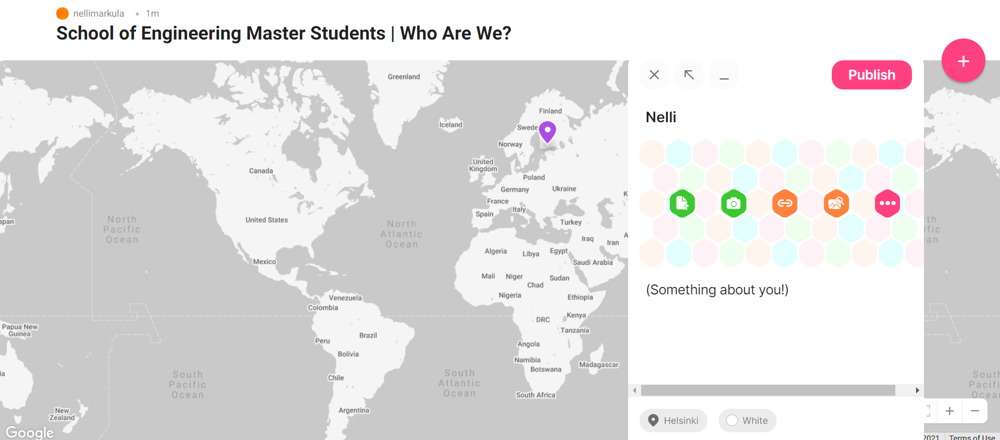 nellimarkula • 1m
School of Engineering Master Students | Who Are We?
Publish
Nelli
(Something about you!)
Helsinki
White
Greenland
Iceland
Finland
Swede
Norway
United
Kingdom
Poland
Germany
Ukraine
France
Italy
Spain
Turkey
Iraq
Iran
Canada
United States
Mexico
North
Pacific
Ocean
North
Atlantic
Ocean
apan
Algeria
Libya
Egypt
Saudi Arabia
Mali
Niger
Chad
Sudan
Nigeria
Ethiopia
Venezuela
Colombia
DRC
Kenya
Tanzania
Papua New
Guinea
Peru
Brazil
Bolivia
Angola
Namibia
Botswana
Madagascar
ia
Chile
South Africa
South
Pacific
Ocean
South
Atlantic
Ocean
Argentina
New
Zealand
Google
K
A
th
ific
an
South
Pacifi
Ocea
2021
Terms of Use